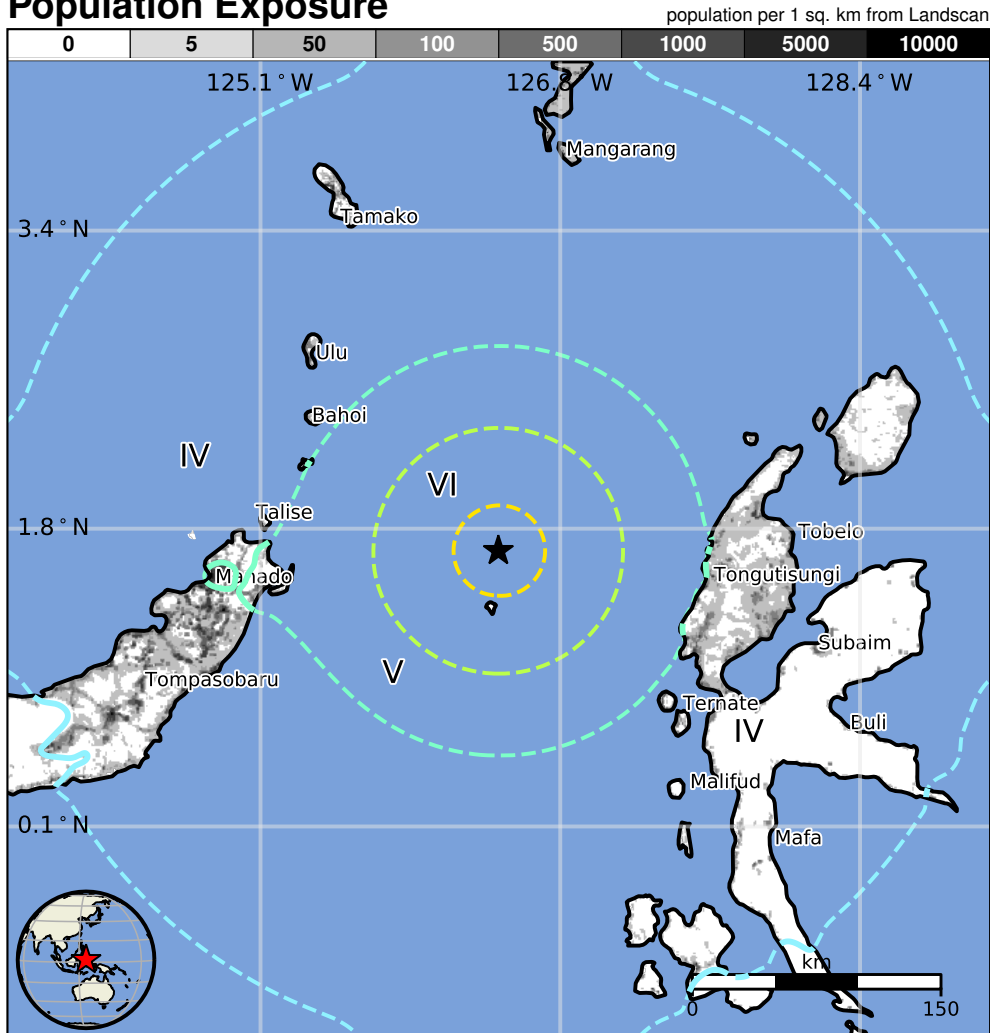 Population Exposure
population per 1 sq. km from Landscan
0 5 50 100 500 1000 5000 10000
125.1°W 126.8°W 128.4°W
Mangarang
Tamako
3.4°N
Ulu
Bahoi
IV
VI
Talise
1.8°N
Tobelo
Manado
Tongutisungi
Subaim
V
Tompasobaru
Ternate
IV
Buli
Malifud
0.1°N
Mafa
km
0 150